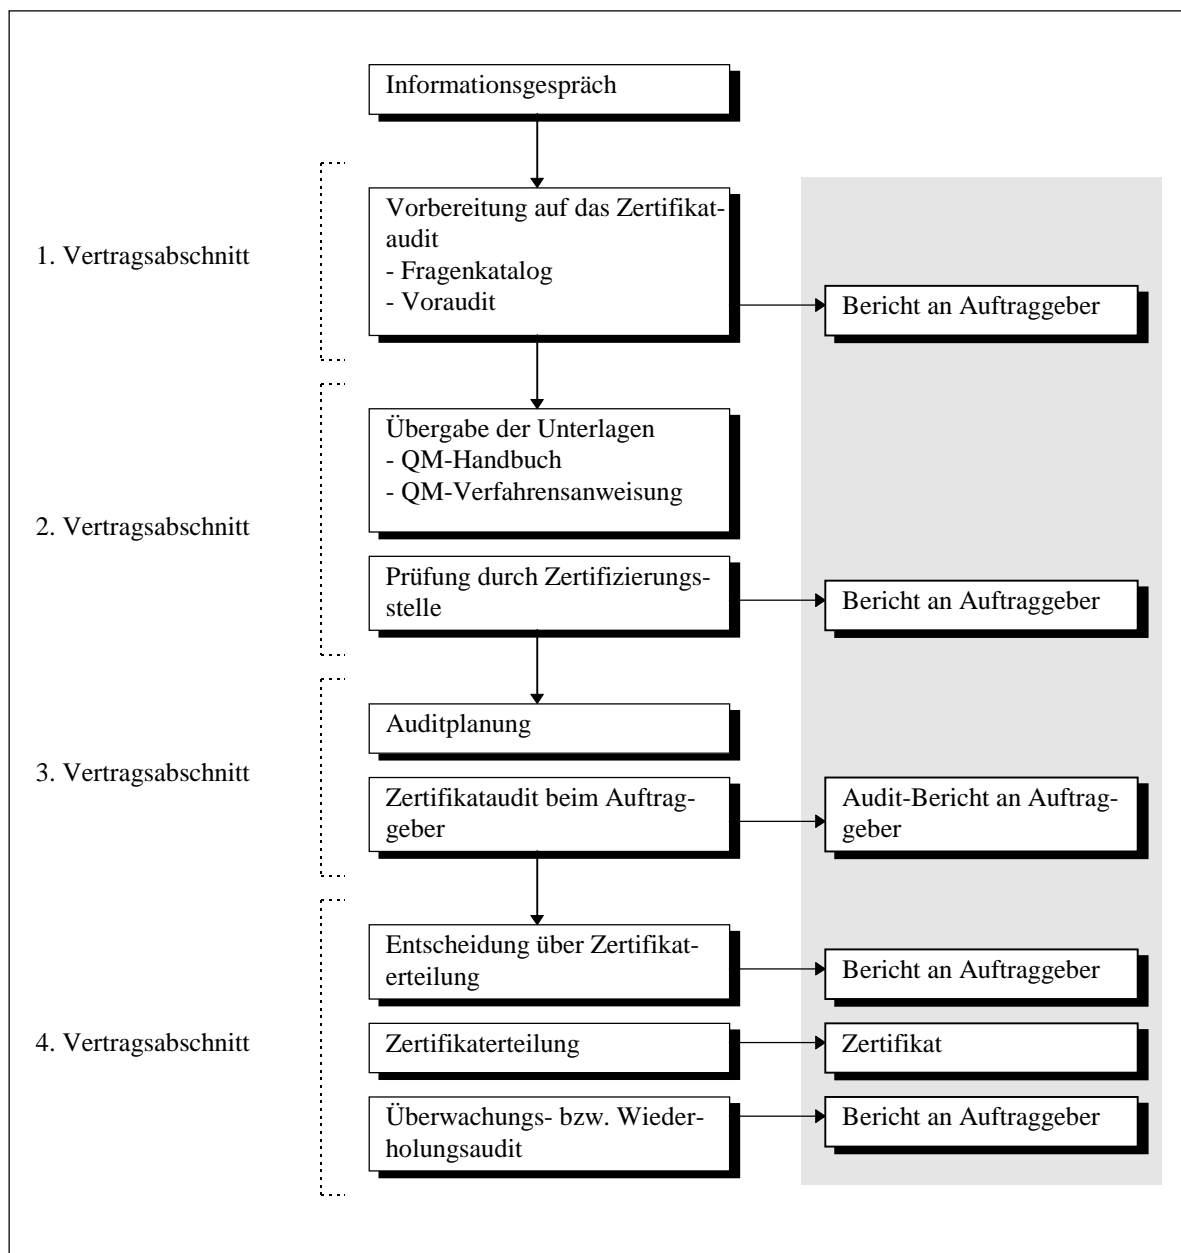 Informationsgespräch
1. Vertragsabschnitt
Vorbereitung auf das Zertifikat-
audit
- Fragenkatalog
- Voraudit
Bericht an Auftraggeber
2. Vertragsabschnitt
Übergabe der Unterlagen
- QM-Handbuch
- QM-Verfahrensanweisung
Prüfung durch Zertifizierungs-
stelle
Bericht an Auftraggeber
3. Vertragsabschnitt
Auditplanung
Zertifikataudit beim Auftrag-
geber
Audit-Bericht an Auftrag-
geber
4. Vertragsabschnitt
Entscheidung über Zertifikat-
erteilung
Bericht an Auftraggeber
Zertifikaterteilung
Zertifikat
Überwachungs- bzw. Wieder-
holungsaudit
Bericht an Auftraggeber